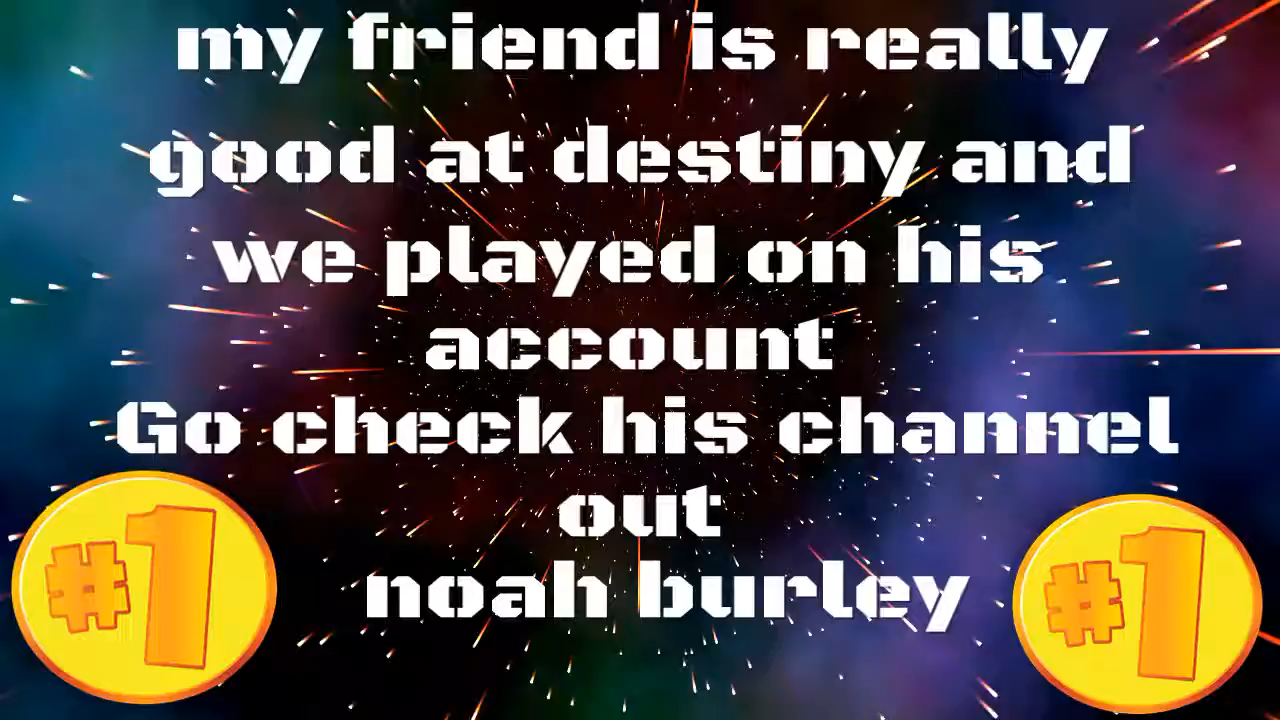 my friend is really
good at destiny and
we played on his
account
Go check his channel
out
noah burley
#1
#1